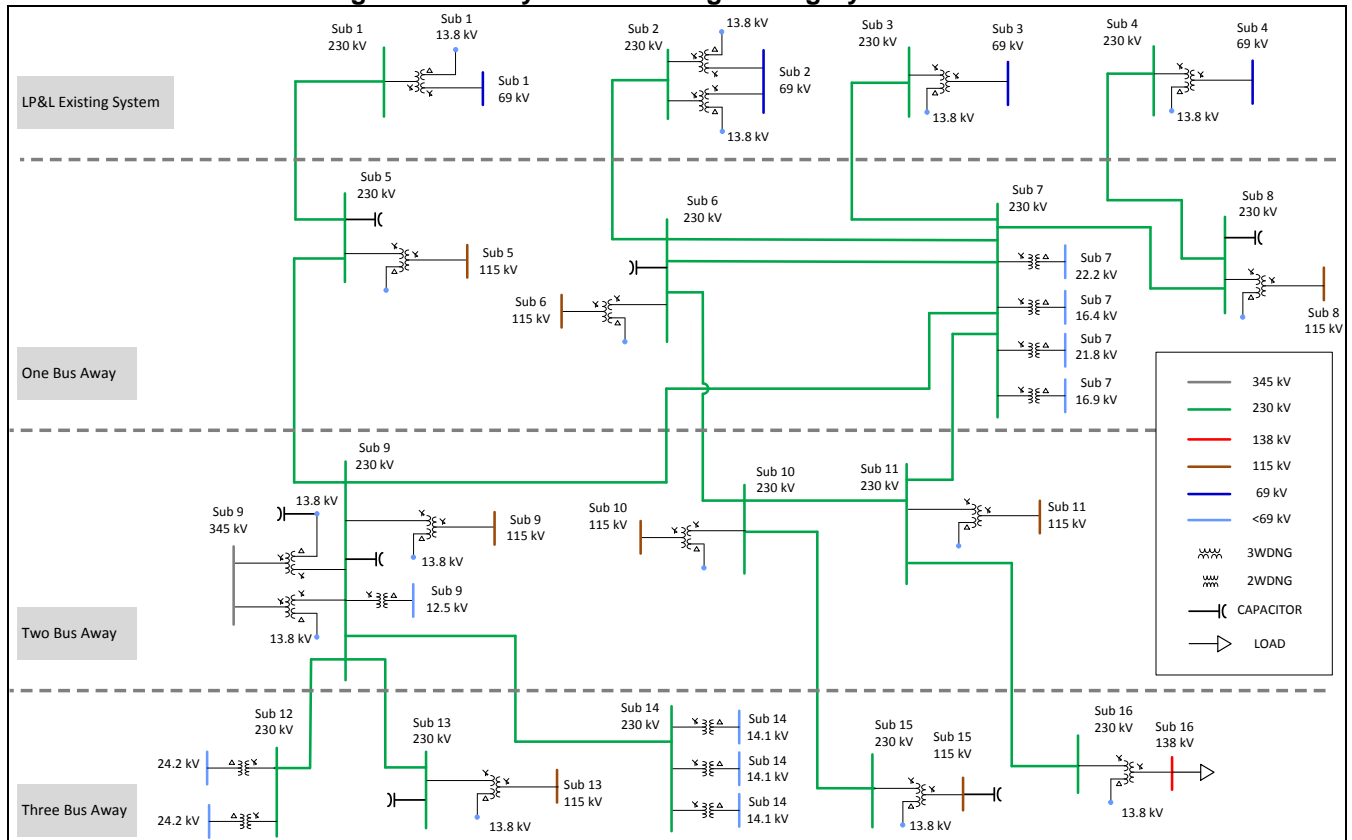 Sub 1
230 kV
Sub 1
13.8 kV
Sub 1
69 kV
Sub 2
230 kV
13.8 kV
Sub 2
69 kV
13.8 kV
Sub 3
230 kV
Sub 3
69 kV
13.8 kV
Sub 4
230 kV
Sub 4
69 kV
13.8 kV
LP&L Existing System
Sub 5
230 kV
Sub 5
115 kV
Sub 6
230 kV
Sub 6
115 kV
Sub 7
230 kV
Sub 7
22.2 kV
Sub 7
16.4 kV
Sub 7
21.8 kV
Sub 7
16.9 kV
Sub 8
230 kV
Sub 8
115 kV
One Bus Away
345 kV
230 kV
138 kV
115 kV
69 kV
<69 kV
3WDNG
2WDNG
CAPACITOR
LOAD
Sub 9
230 kV
13.8 kV
Sub 9
345 kV
Sub 9
115 kV
13.8 kV
Sub 9
12.5 kV
13.8 kV
Sub 10
230 kV
Sub 10
115 kV
13.8 kV
Sub 11
230 kV
Sub 11
115 kV
13.8 kV
Two Bus Away
Sub 12
230 kV
24.2 kV
24.2 kV
Sub 13
230 kV
Sub 13
115 kV
13.8 kV
Sub 14
230 kV
Sub 14
14.1 kV
Sub 14
14.1 kV
Sub 14
14.1 kV
Sub 15
230 kV
Sub 15
115 kV
13.8 kV
Sub 16
230 kV
Sub 16
138 kV
13.8 kV
Three Bus Away